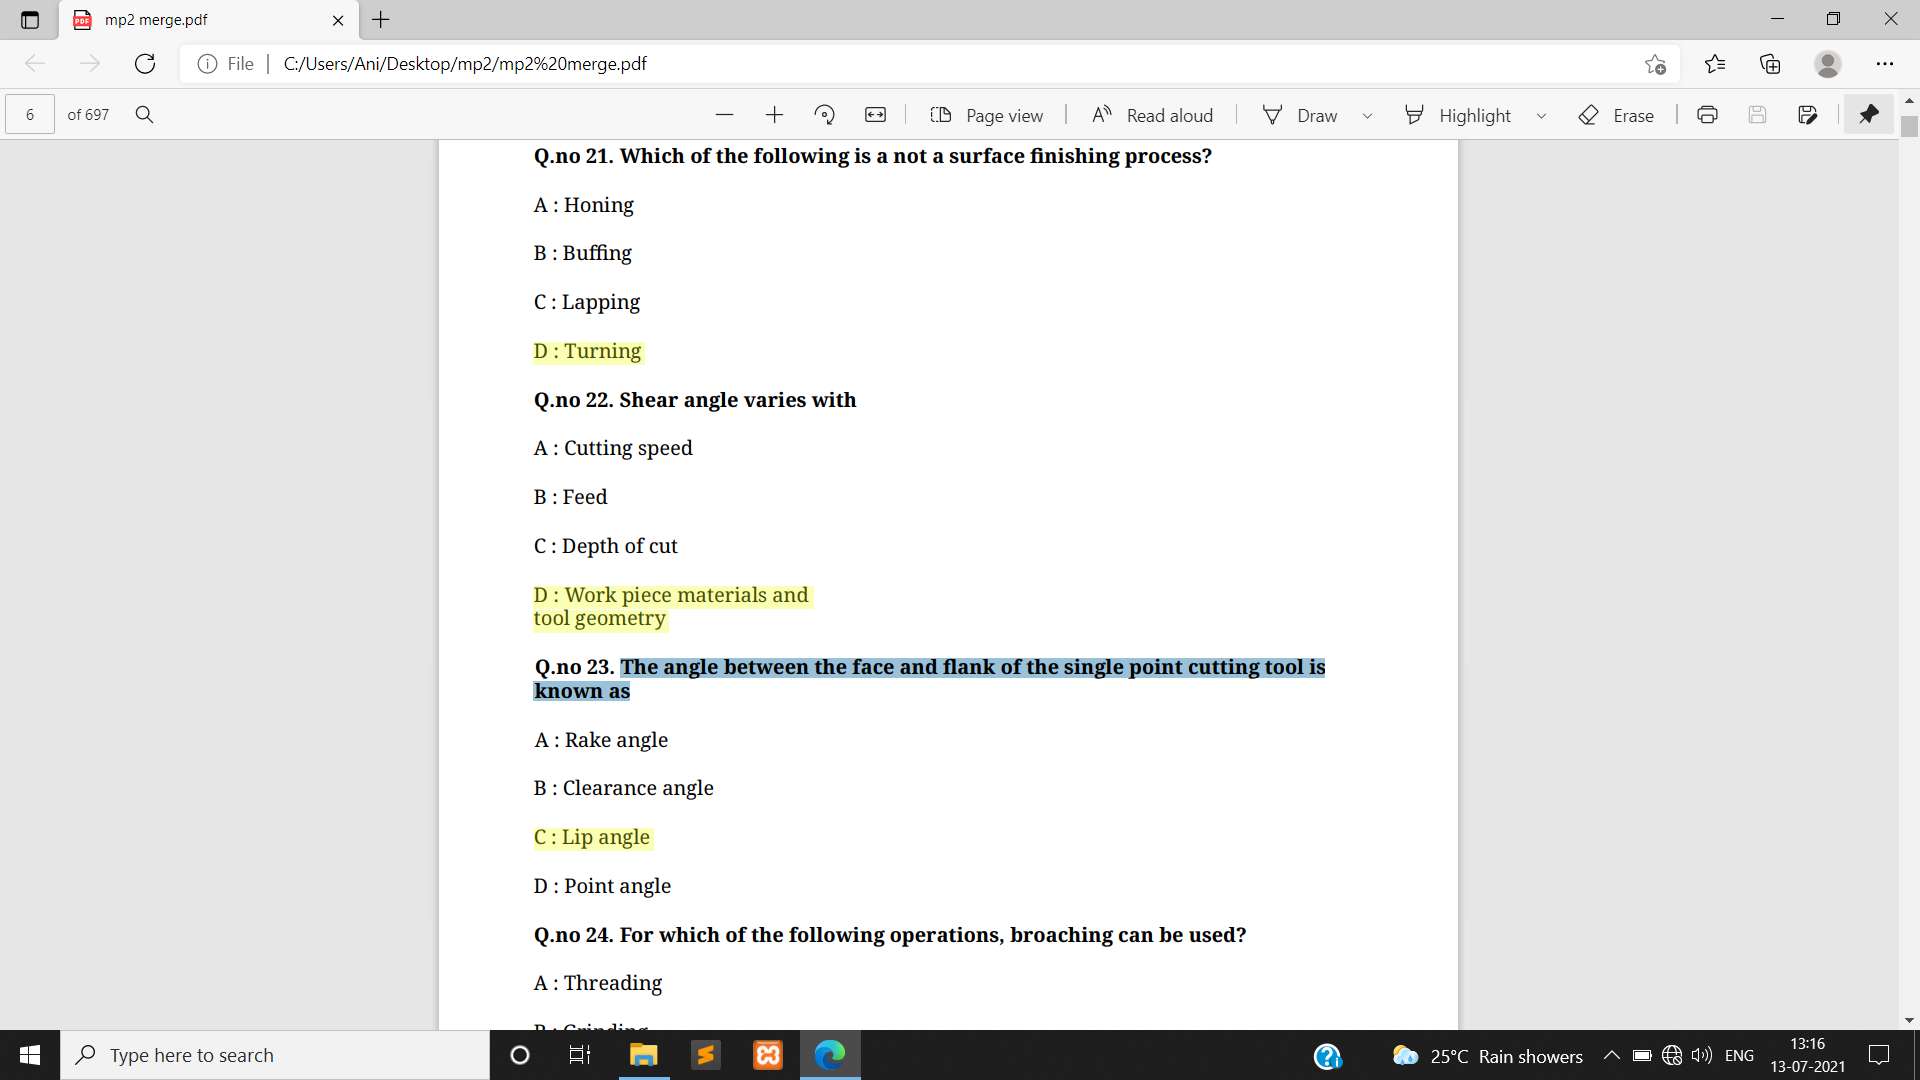 mp2 merge.pdf
File
C:/Users/Ani/Desktop/mp2/mp2%20merge.pdf
6 of 697 Page view Read aloud Draw Highlight Erase
Q.no 21. Which of the following is a not a surface finishing process?
A : Honing
B : Buffing
C : Lapping
D : Turning
Q.no 22. Shear angle varies with
A : Cutting speed
B : Feed
C : Depth of cut
D : Work piece materials and
tool geometry
Q.no 23. The angle between the face and flank of the single point cutting tool is
known as
A : Rake angle
B : Clearance angle
C : Lip angle
D : Point angle
Q.no 24. For which of the following operations, broaching can be used?
A : Threading
B : Grinding
Type here to search
25°C Rain showers
ENG
13:16
13-07-2021